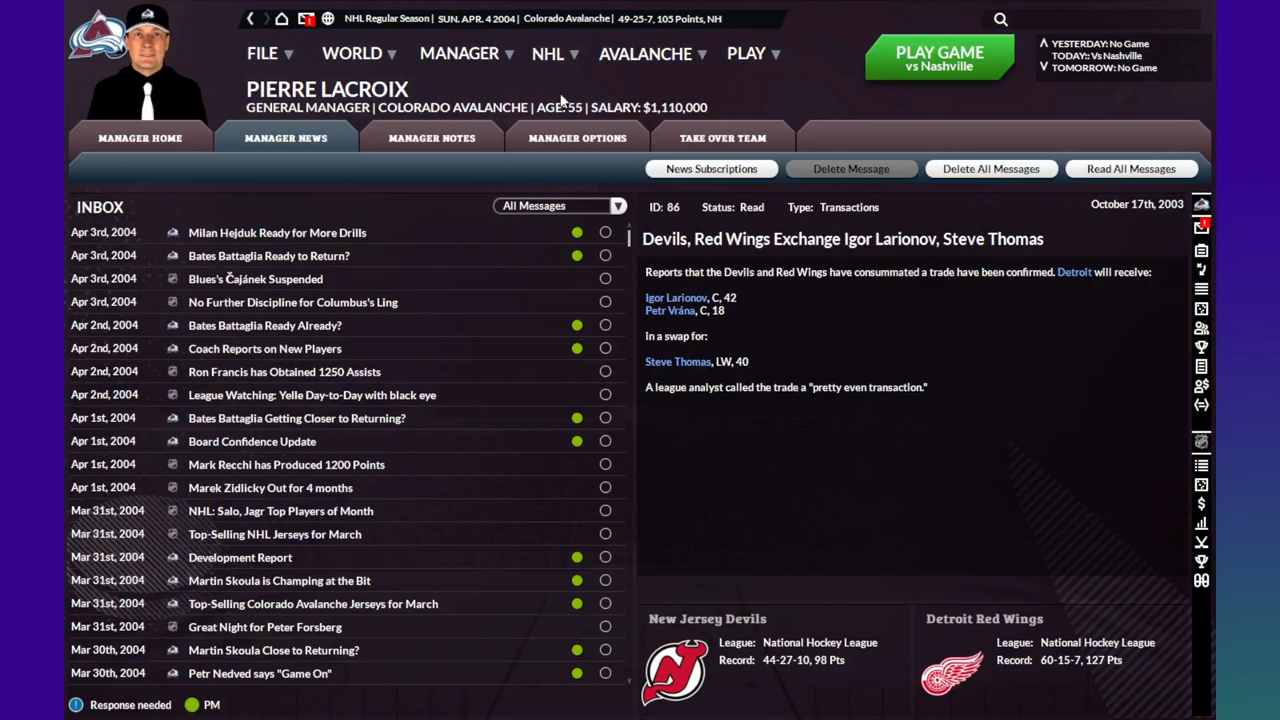 NHL Regular Season | SUN. APR. 4 2004 | Colorado Avalanche | 49-25-7, 105 Points, NH
FILE WORLD MANAGER NHL AVALANCHE PLAY
PLAY GAME
vs Nashville
YESTERDAY: No Game
TODAY:: Vs Nashville
TOMORROW: No Game
PIERRE LACROIX
GENERAL MANAGER | COLORADO AVALANCHE | AGE: 55 | SALARY: $1,110,000
MANAGER HOME MANAGER NEWS MANAGER NOTES MANAGER OPTIONS TAKE OVER TEAM
News Subscriptions Delete Message Delete All Messages Read All Messages
INBOX All Messages
Apr 3rd, 2004 Milan Hejduk Ready for More Drills
Apr 3rd, 2004 Bates Battaglia Ready to Return?
Apr 3rd, 2004 Blues's Čajánek Suspended
Apr 3rd, 2004 No Further Discipline for Columbus's Ling
Apr 2nd, 2004 Bates Battaglia Ready Already?
Apr 2nd, 2004 Coach Reports on New Players
Apr 2nd, 2004 Ron Francis has Obtained 1250 Assists
Apr 2nd, 2004 League Watching: Yelle Day-to-Day with black eye
Apr 1st, 2004 Bates Battaglia Getting Closer to Returning?
Apr 1st, 2004 Board Confidence Update
Apr 1st, 2004 Mark Recchi has Produced 1200 Points
Apr 1st, 2004 Marek Zidlicky Out for 4 months
Mar 31st, 2004 NHL: Salo, Jagr Top Players of Month
Mar 31st, 2004 Top-Selling NHL Jerseys for March
Mar 31st, 2004 Development Report
Mar 31st, 2004 Martin Skoula is Champing at the Bit
Mar 31st, 2004 Top-Selling Colorado Avalanche Jerseys for March
Mar 31st, 2004 Great Night for Peter Forsberg
Mar 30th, 2004 Martin Skoula Close to Returning?
Mar 30th, 2004 Petr Nedved says "Game On"
Response needed PM
ID: 86 Status: Read Type: Transactions October 17th, 2003
Devils, Red Wings Exchange Igor Larionov, Steve Thomas
Reports that the Devils and Red Wings have consummated a trade have been confirmed. Detroit will receive:
Igor Larionov, C, 42
Petr Vrána, C, 18
in a swap for:
Steve Thomas, LW, 40
A league analyst called the trade a "pretty even transaction."
New Jersey Devils
League: National Hockey League
Record: 44-27-10, 98 Pts
Detroit Red Wings
League: National Hockey League
Record: 60-15-7, 127 Pts